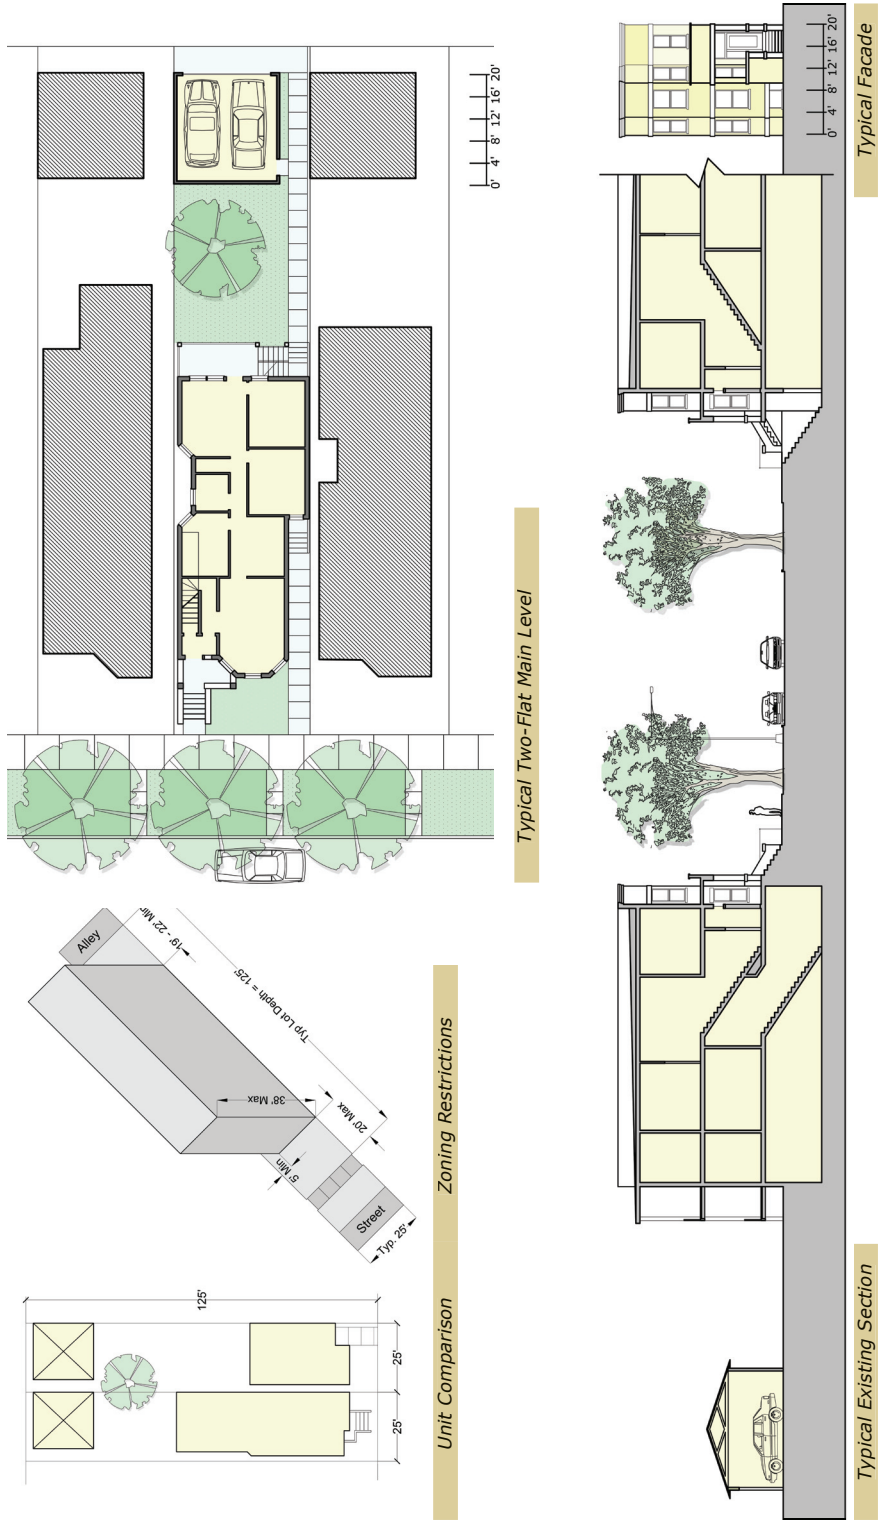 125'
25'
25'
Unit Comparison
Alley
19' - 22' Min
Typ Lot Depth = 125'
38' Max
20' Max
5' Min
Street
Typ. 25'
Zoning Restrictions
0' 4' 8' 12' 16' 20'
Typical Two-Flat Main Level
Typical Existing Section
0' 4' 8' 12' 16' 20'
Typical Facade